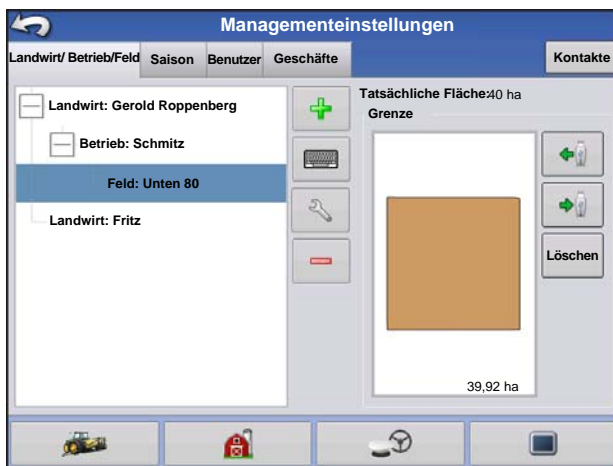 Managementeinstellungen
Landwirt/ Betrieb/Feld Saison Benutzer Geschäfte Kontakte
Landwirt: Gerold Roppenberg
Betrieb: Schmitz
Feld: Unten 80
Landwirt: Fritz
Tatsächliche Fläche:40 ha
Grenze
Löschen
39,92 ha